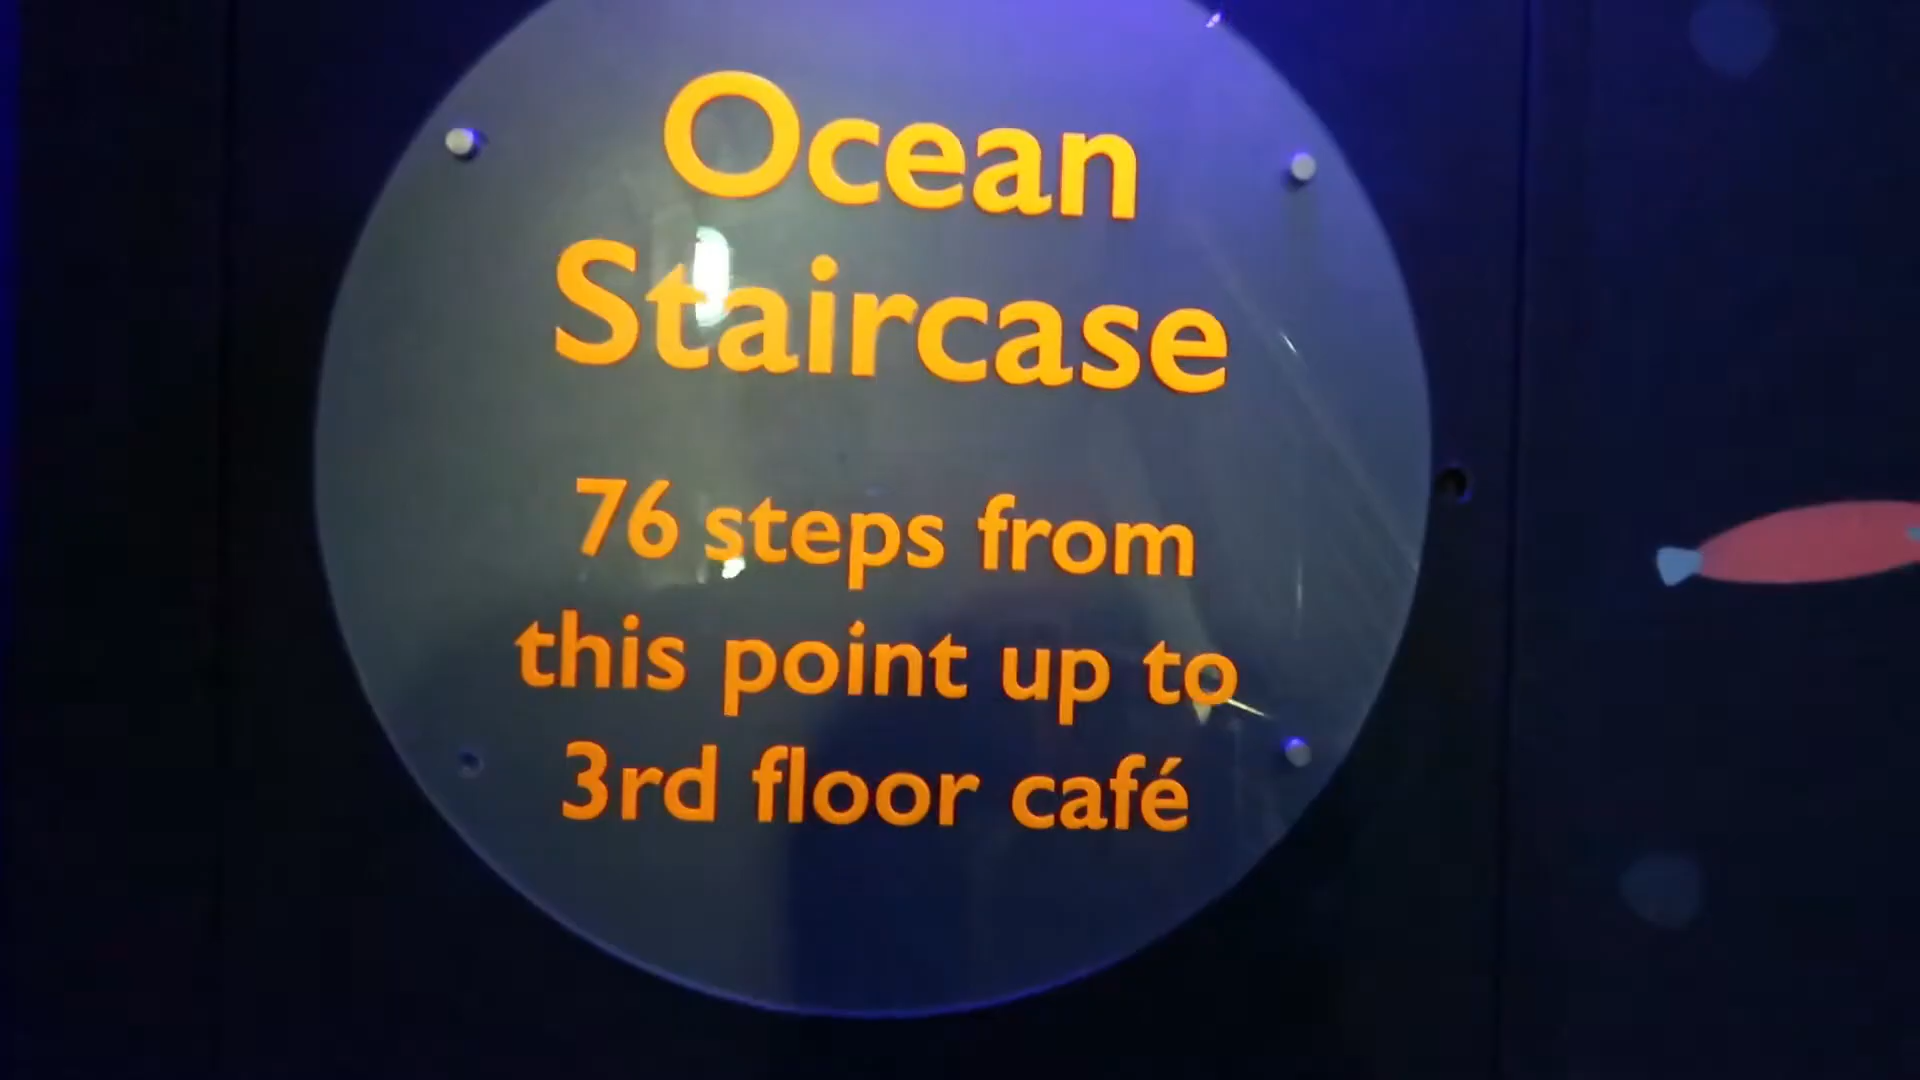 Ocean
Staircase
76 steps from
this point up to
3rd floor café